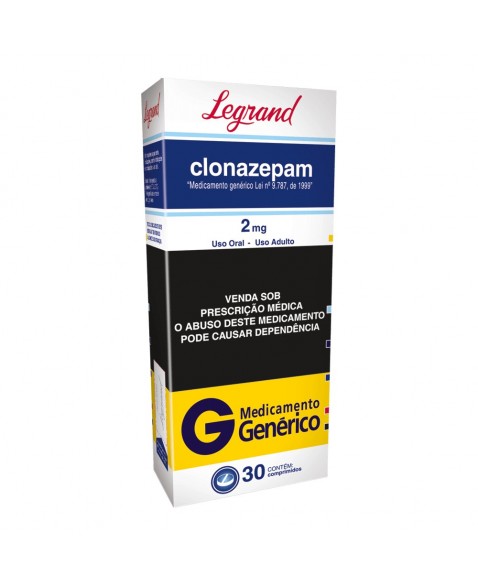 Legrand
clonazepam
"Medicamento genérico Lei nº 9.787, de 1999"
2 mg
Uso Oral - Uso Adulto
VENDA SOB
PRESCRIÇÃO MÉDICA
O ABUSO DESTE MEDICAMENTO
PODE CAUSAR DEPENDÊNCIA
G Medicamento
Genérico
30 CONTÉM:
comprimidos
Legrand
clonazepam